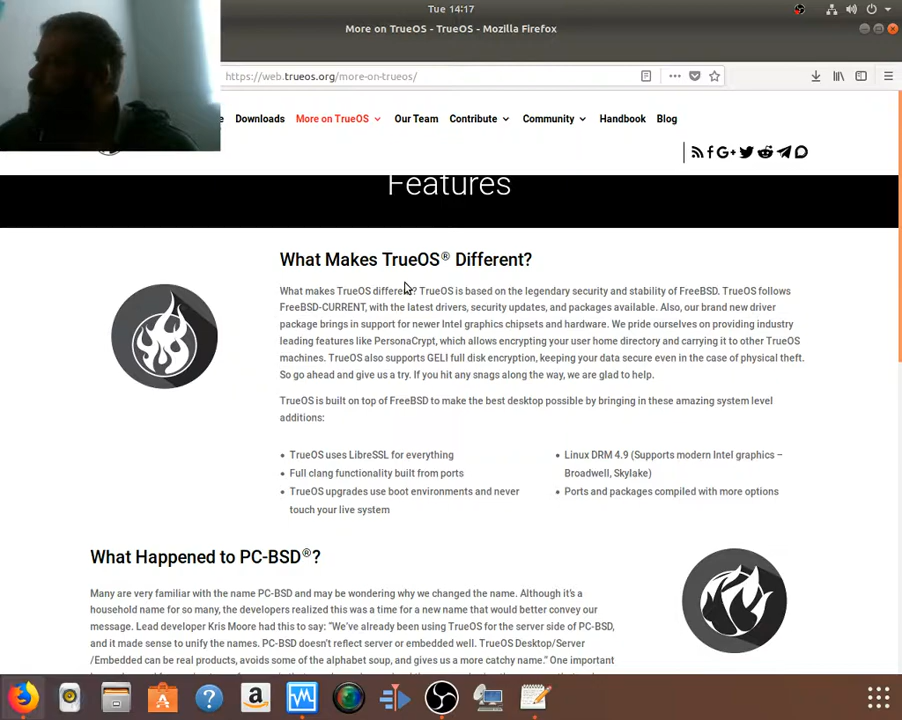 Tue 14:17
More on TrueOS - TrueOS - Mozilla Firefox
https://web.trueos.org/more-on-trueos/
Downloads More on TrueOS Our Team Contribute Community Handbook Blog
G+
Features
What Makes TrueOS® Different?
What makes TrueOS different? TrueOS is based on the legendary security and stability of FreeBSD. TrueOS follows
FreeBSD-CURRENT, with the latest drivers, security updates, and packages available. Also, our brand new driver
package brings in support for newer Intel graphics chipsets and hardware. We pride ourselves on providing industry
leading features like PersonaCrypt, which allows encrypting your user home directory and carrying it to other TrueOS
machines. TrueOS also supports GELI full disk encryption, keeping your data secure even in the case of physical theft.
So go ahead and give us a try. If you hit any snags along the way, we are glad to help.
TrueOS is built on top of FreeBSD to make the best desktop possible by bringing in these amazing system level
additions:
• TrueOS uses LibreSSL for everything
• Full clang functionality built from ports
• TrueOS upgrades use boot environments and never
touch your live system
• Linux DRM 4.9 (Supports modern Intel graphics –
Broadwell, Skylake)
• Ports and packages compiled with more options
What Happened to PC-BSD®?
Many are very familiar with the name PC-BSD and may be wondering why we changed the name. Although it's a
household name for so many, the developers realized this was a time for a new name that would better convey our
message. Lead developer Kris Moore had this to say: "We've already been using TrueOS for the server side of PC-BSD,
and it made sense to unify the names. PC-BSD doesn't reflect server or embedded well. TrueOS Desktop/Server
/Embedded can be real products, avoids some of the alphabet soup, and gives us a more catchy name." One important